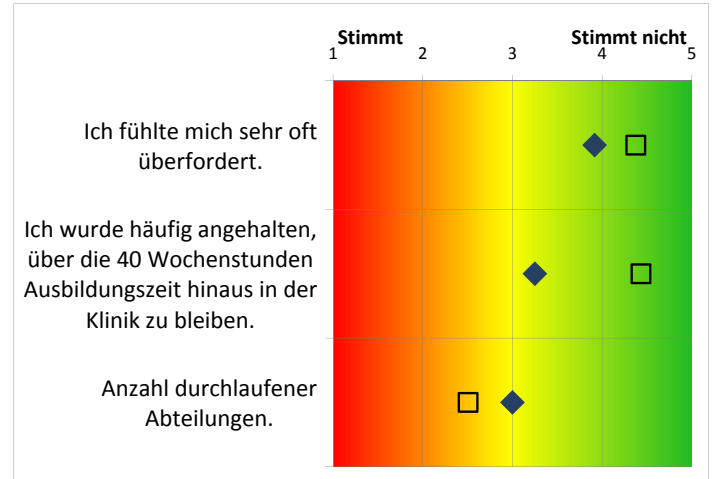 Stimmt Stimmt nicht
1 2 3 4 5
Ich fühlte mich sehr oft
überfordert.
Ich wurde häufig angehalten,
über die 40 Wochenstunden
Ausbildungszeit hinaus in der
Klinik zu bleiben.
Anzahl durchlaufener
Abteilungen.